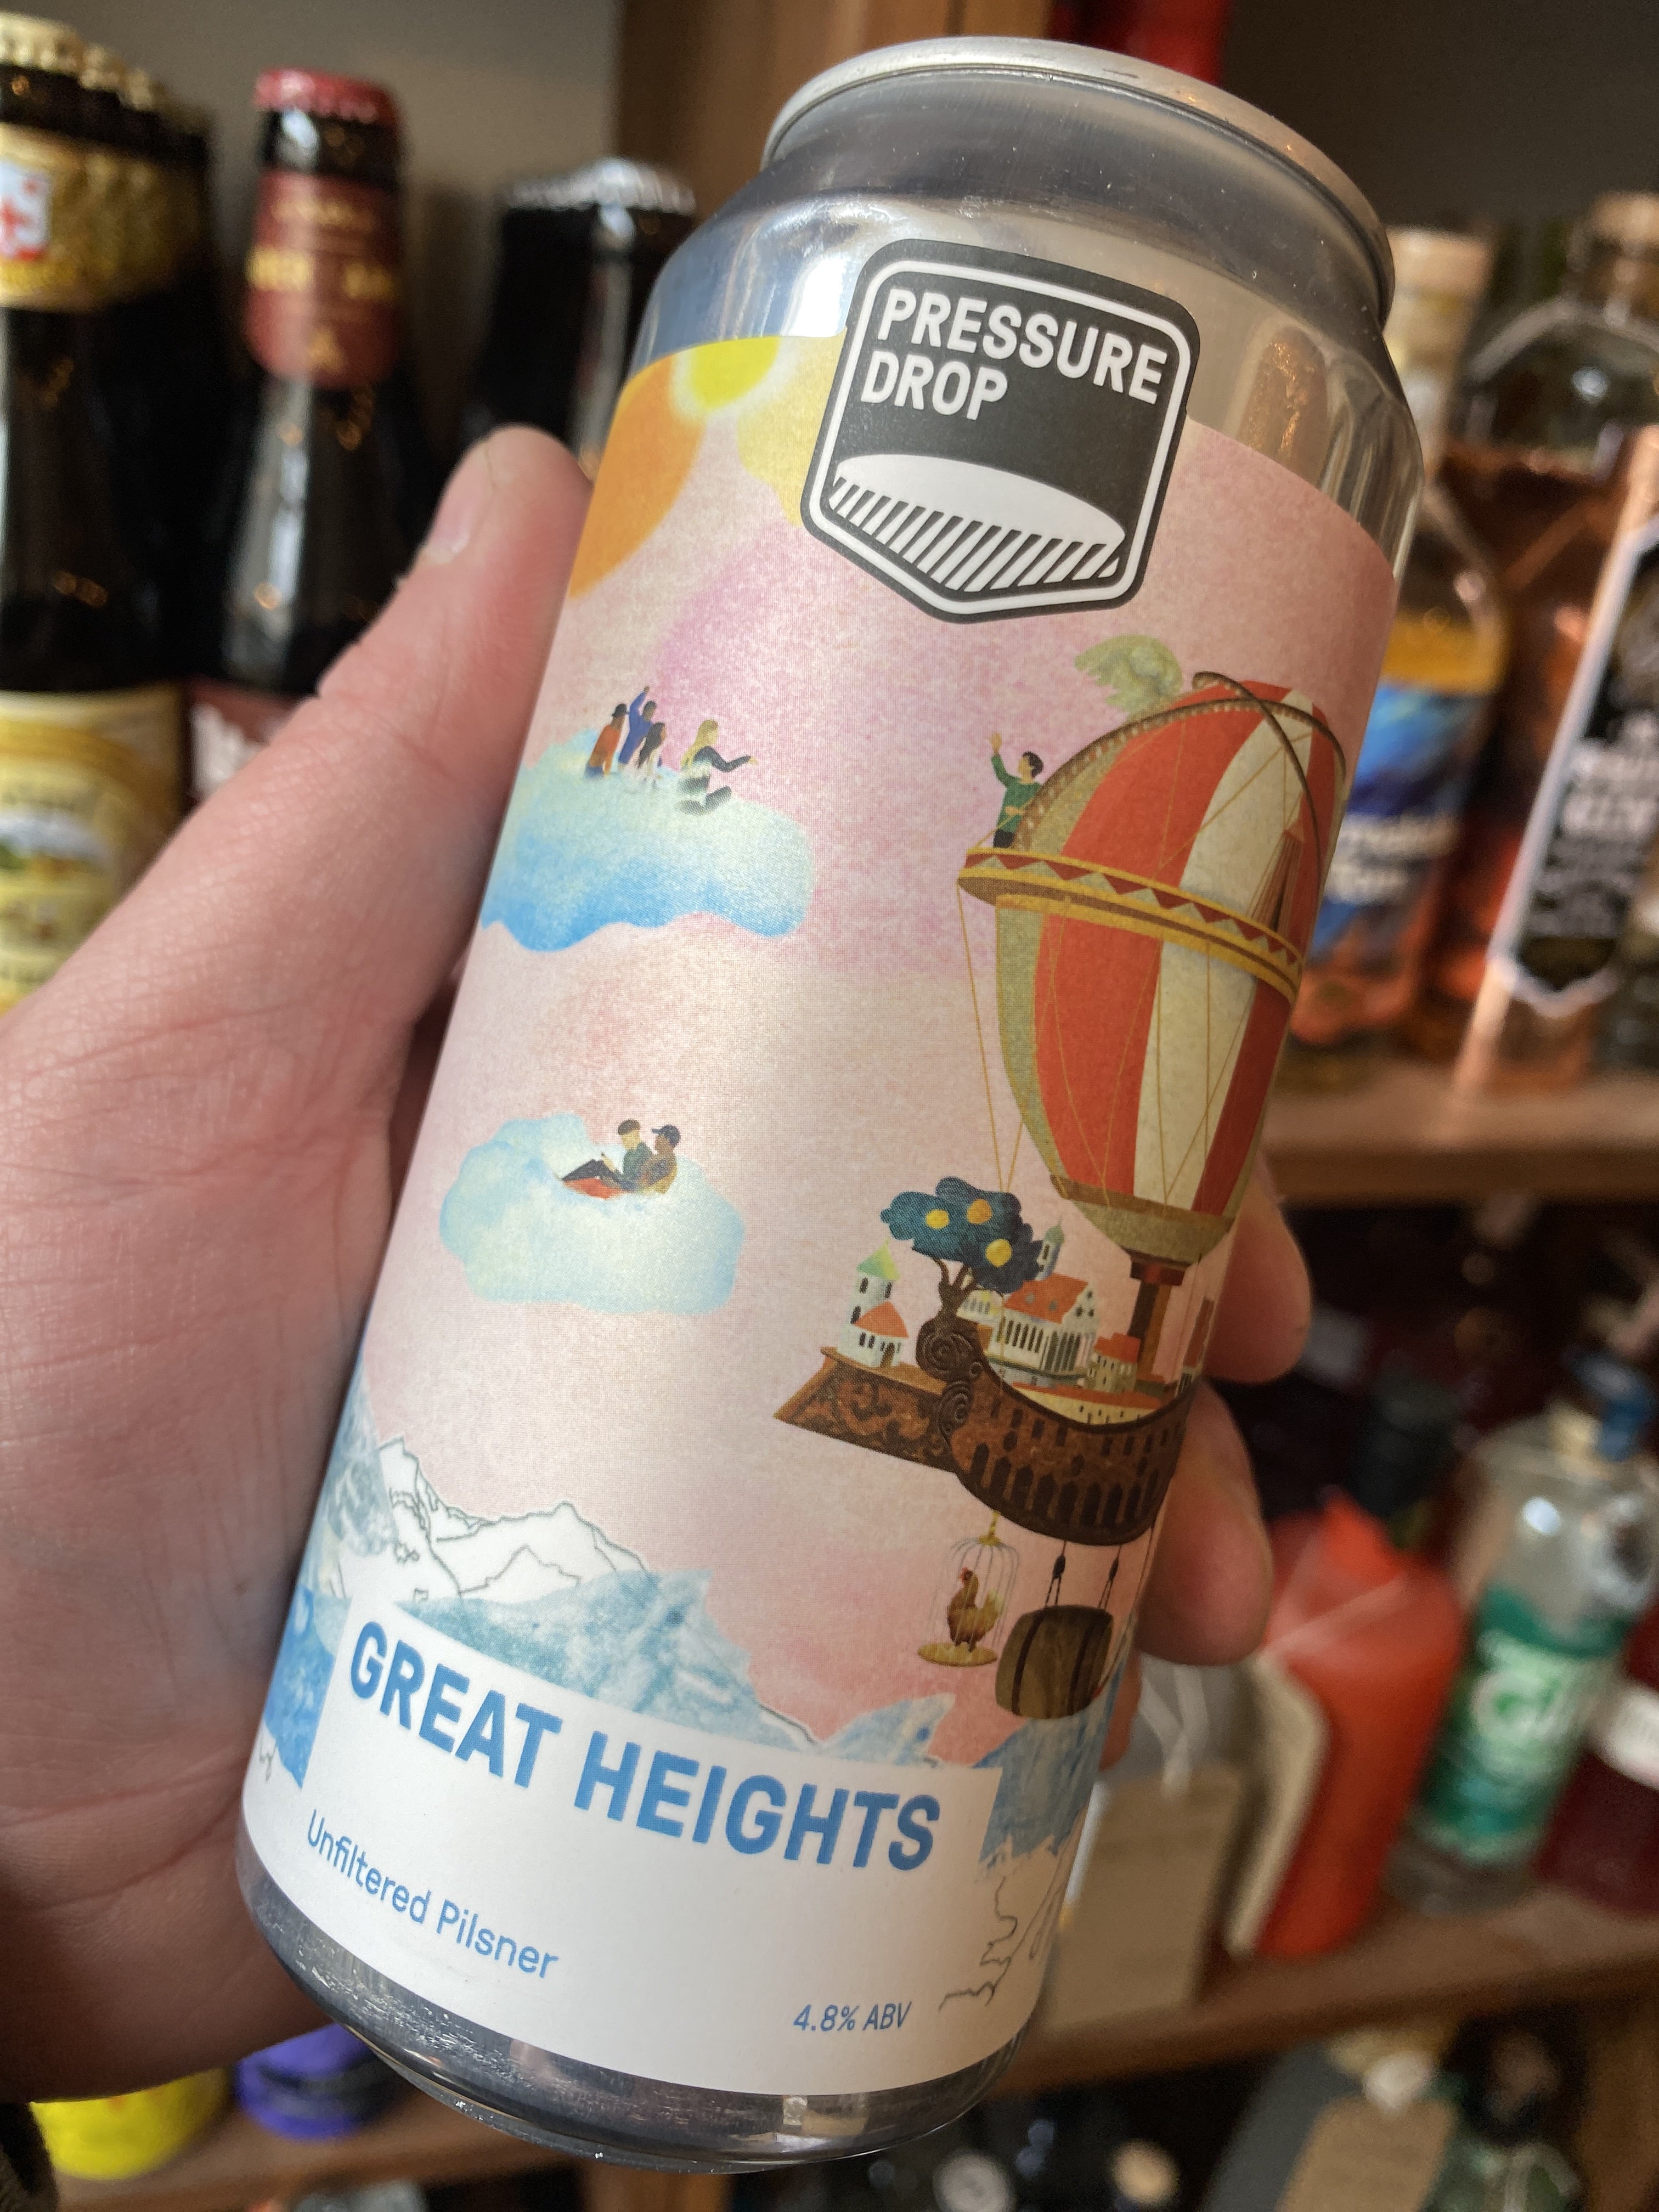 PRESSURE
DROP
GREAT HEIGHTS
Unfiltered Pilsner
4.8% ABV